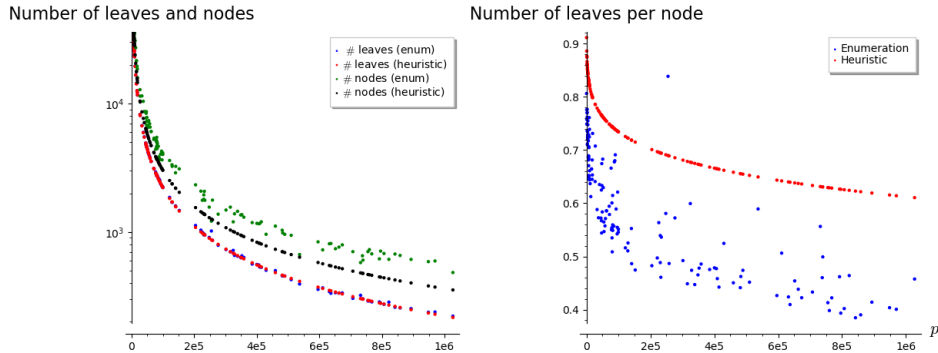 Number of leaves and nodes
Number of leaves per node
# leaves (enum)
# leaves (heuristic)
# nodes (enum)
# nodes (heuristic)
10^4
10^3
0 2e5 4e5 6e5 8e5 1e6
Enumeration
Heuristic
0.9
0.8
0.7
0.6
0.5
0.4
0 2e5 4e5 6e5 8e5 1e6
p